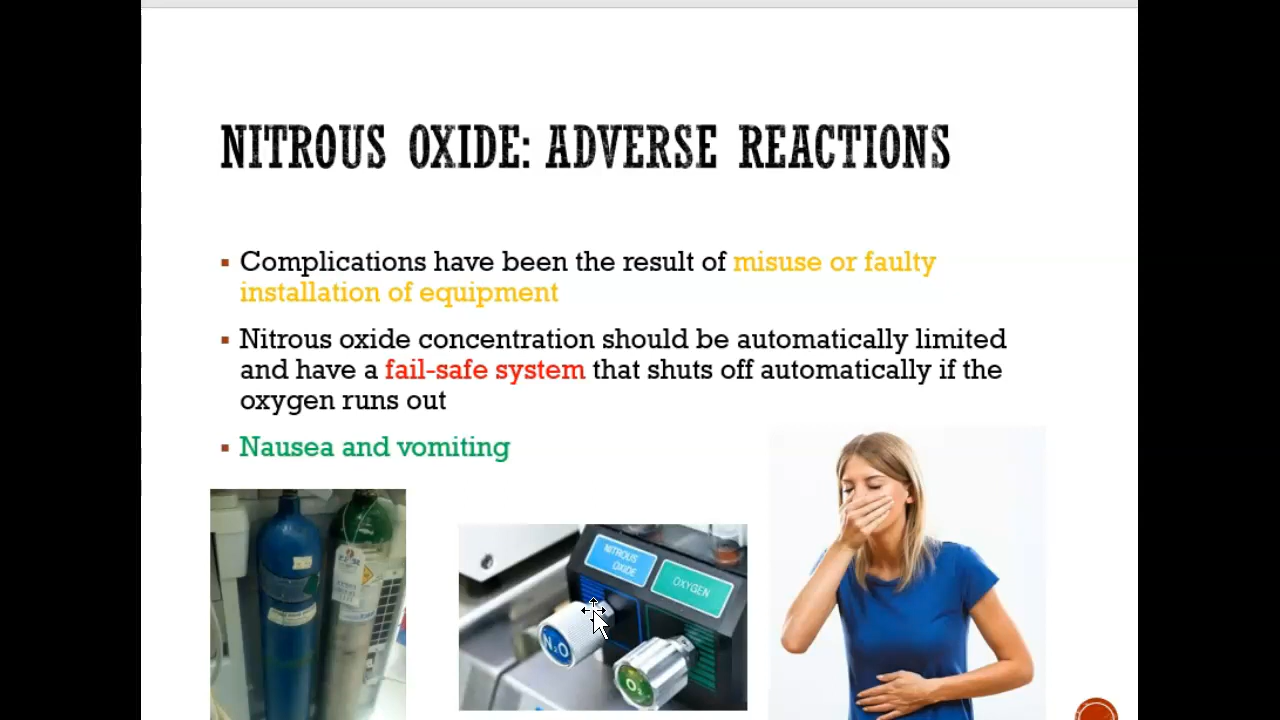 NITROUS OXIDE: ADVERSE REACTIONS
Complications have been the result of misuse or faulty
installation of equipment
Nitrous oxide concentration should be automatically limited
and have a fail-safe system that shuts off automatically if the
oxygen runs out
Nausea and vomiting
NITROUS
OXIDE
OXYGEN
N₂O
O₂